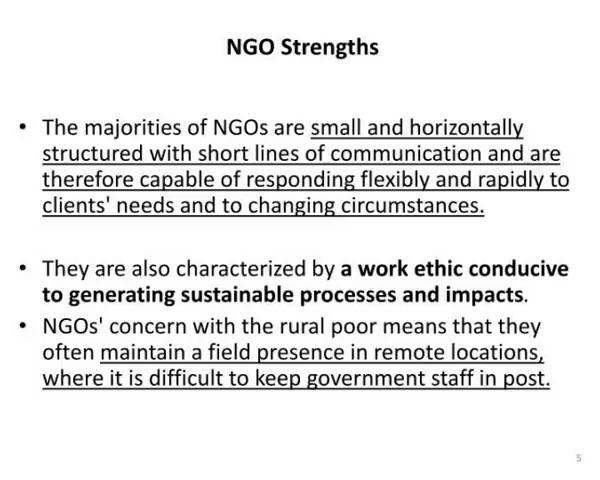 NGO Strengths
• The majorities of NGOs are small and horizontally
structured with short lines of communication and are
therefore capable of responding flexibly and rapidly to
clients' needs and to changing circumstances.
• They are also characterized by a work ethic conducive
to generating sustainable processes and impacts.
• NGOs' concern with the rural poor means that they
often maintain a field presence in remote locations,
where it is difficult to keep government staff in post.
5